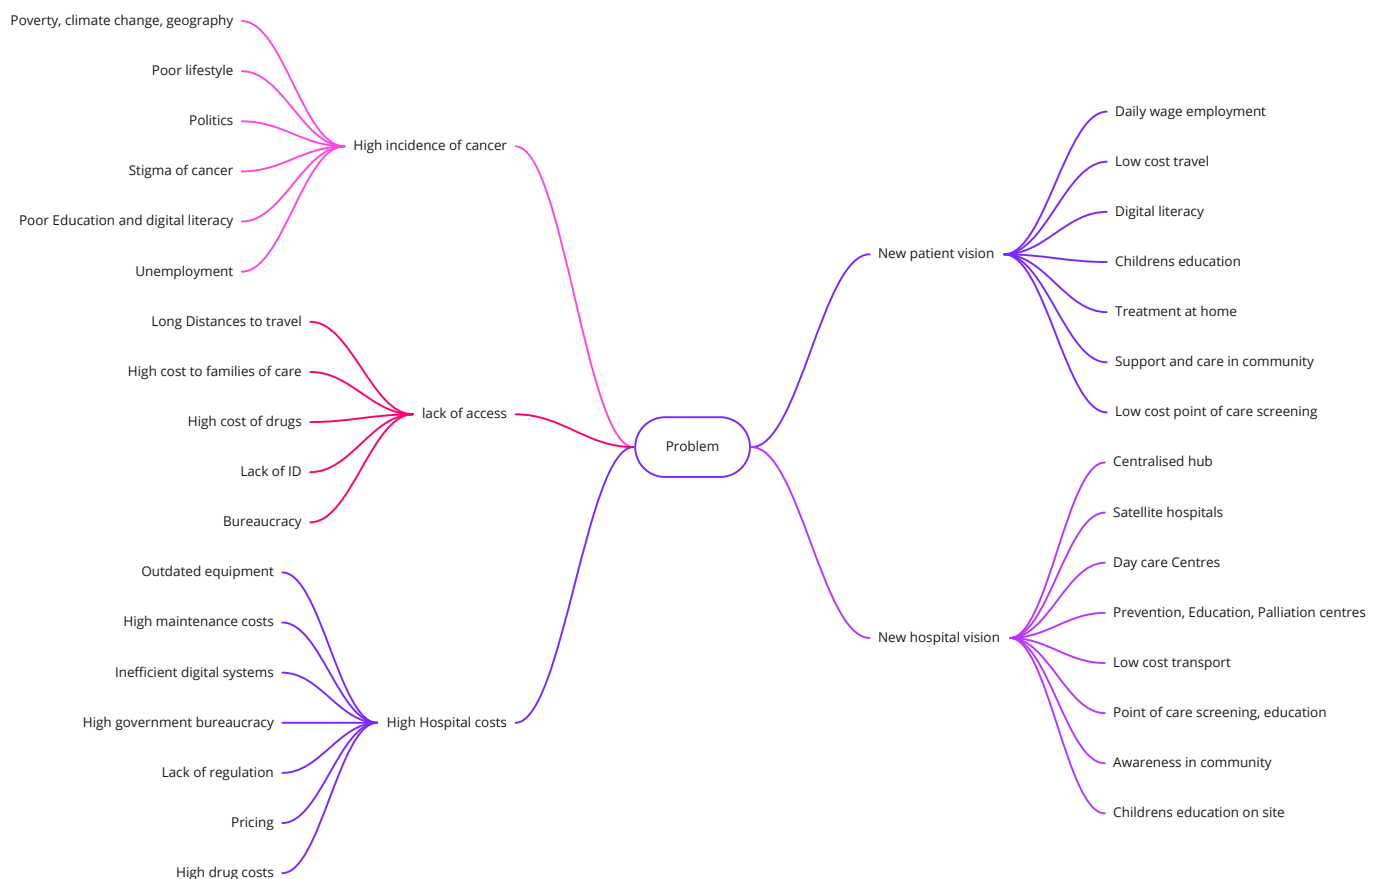 Poverty, climate change, geography
Poor lifestyle
Politics
Stigma of cancer
Poor Education and digital literacy
Unemployment
High incidence of cancer
Long Distances to travel
High cost to families of care
High cost of drugs
Lack of ID
Bureaucracy
lack of access
Outdated equipment
High maintenance costs
Inefficient digital systems
High government bureaucracy
Lack of regulation
Pricing
High drug costs
High Hospital costs
Problem
New patient vision
Daily wage employment
Low cost travel
Digital literacy
Childrens education
Treatment at home
Support and care in community
Low cost point of care screening
New hospital vision
Centralised hub
Satellite hospitals
Day care Centres
Prevention, Education, Palliation centres
Low cost transport
Point of care screening, education
Awareness in community
Childrens education on site